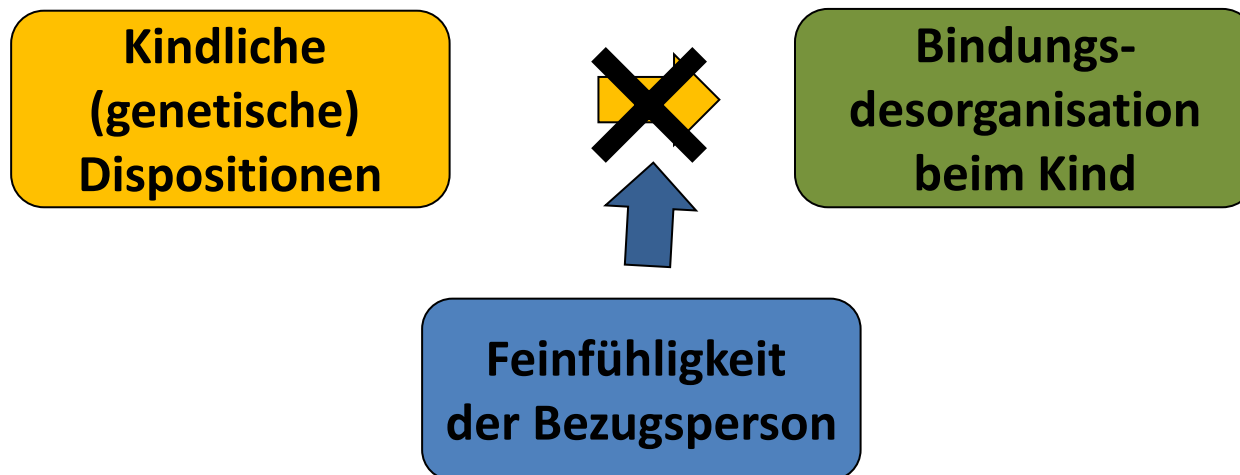 Kindliche
(genetische)
Dispositionen
Bindungs-
desorganisation
beim Kind
Feinfühligkeit
der Bezugsperson